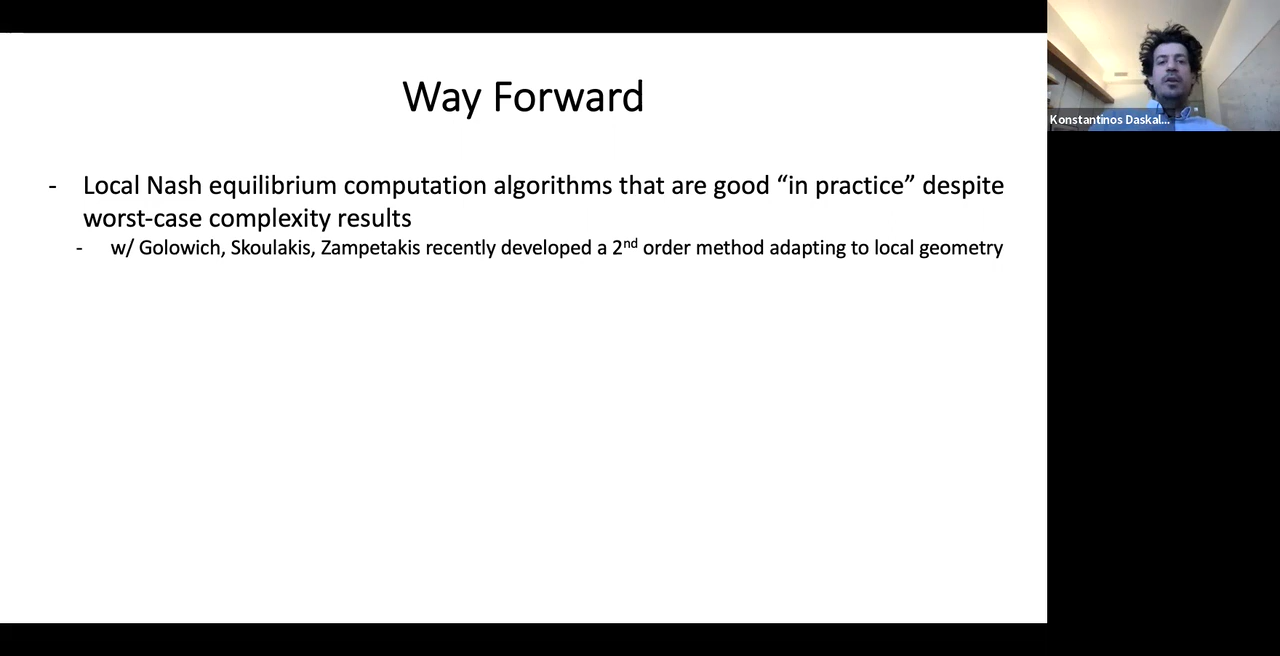 Way Forward
- Local Nash equilibrium computation algorithms that are good “in practice” despite
worst-case complexity results
- w/ Golowich, Skoulakis, Zampetakis recently developed a 2nd order method adapting to local geometry
Konstantinos Daskal...